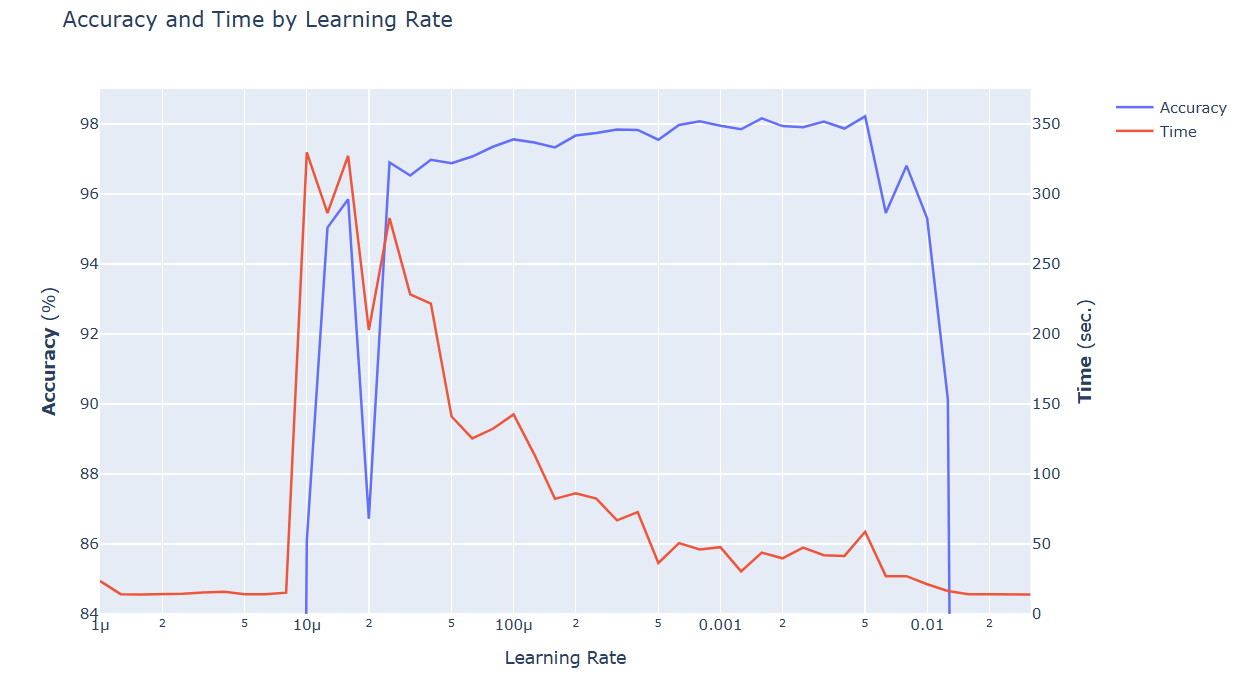 Accuracy and Time by Learning Rate
Accuracy
Time
98
96
94
92
90
88
86
84
Accuracy (%)
350
300
250
200
150
100
50
0
Time (sec.)
1μ 2 5 10μ 2 5 100μ 2 5 0.001 2 5 0.01 2
Learning Rate